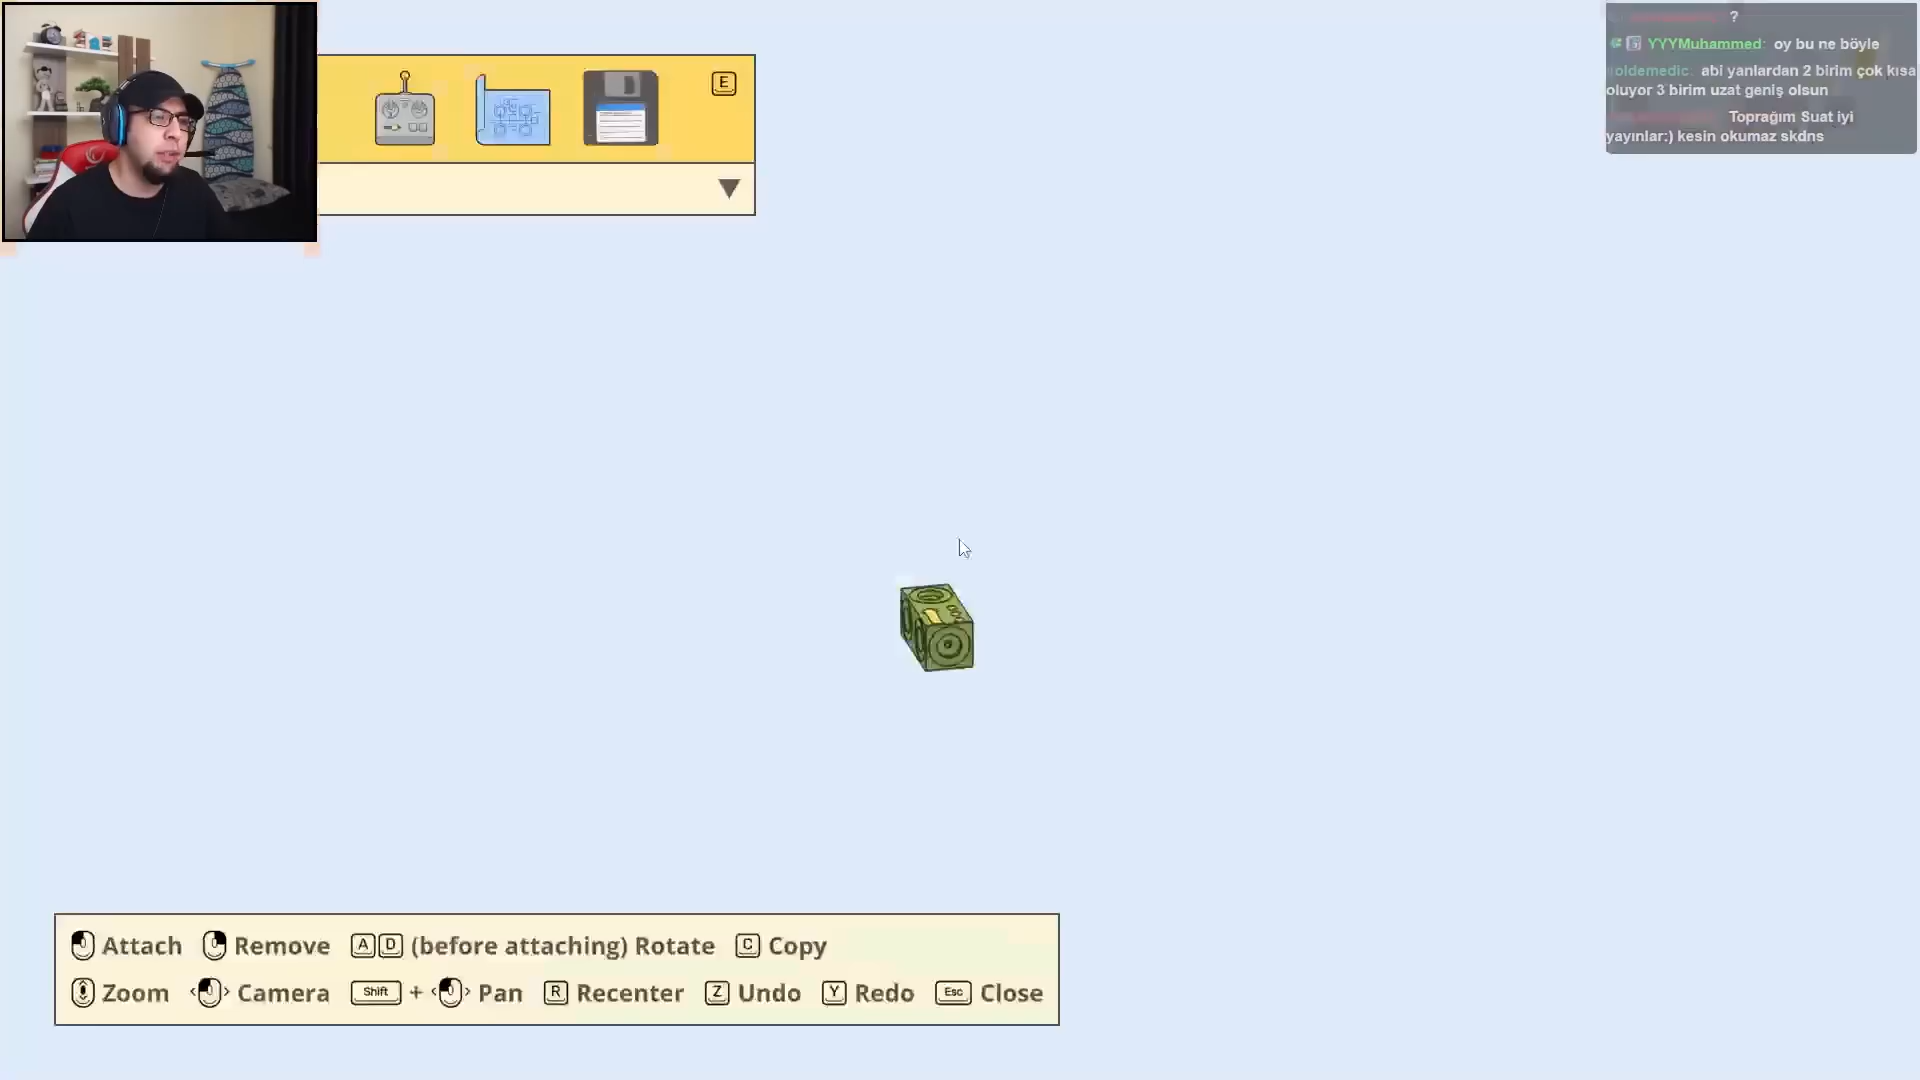 ?
YYYMuhammed: oy bu ne böyle
oldemedic: abi yanlardan 2 birim çok kısa
oluyor 3 birim uzat geniş olsun
Toprağım Suat iyi
yayınlar:) kesin okumaz skdns
E
Attach Remove A D (before attaching) Rotate C Copy
Zoom Camera Shift + Pan R Recenter Z Undo Y Redo Esc Close